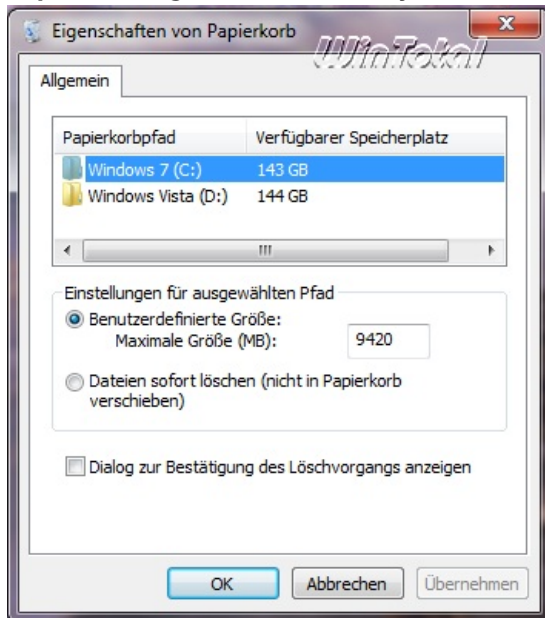 Eigenschaften von Papierkorb
WinTotal
Allgemein
Papierkorbpfad Verfügbarer Speicherplatz
Windows 7 (C:) 143 GB
Windows Vista (D:) 144 GB
Einstellungen für ausgewählten Pfad
Benutzerdefinierte Größe:
Maximale Größe (MB): 9420
Dateien sofort löschen (nicht in Papierkorb
verschieben)
Dialog zur Bestätigung des Löschvorgangs anzeigen
OK Abbrechen Übernehmen